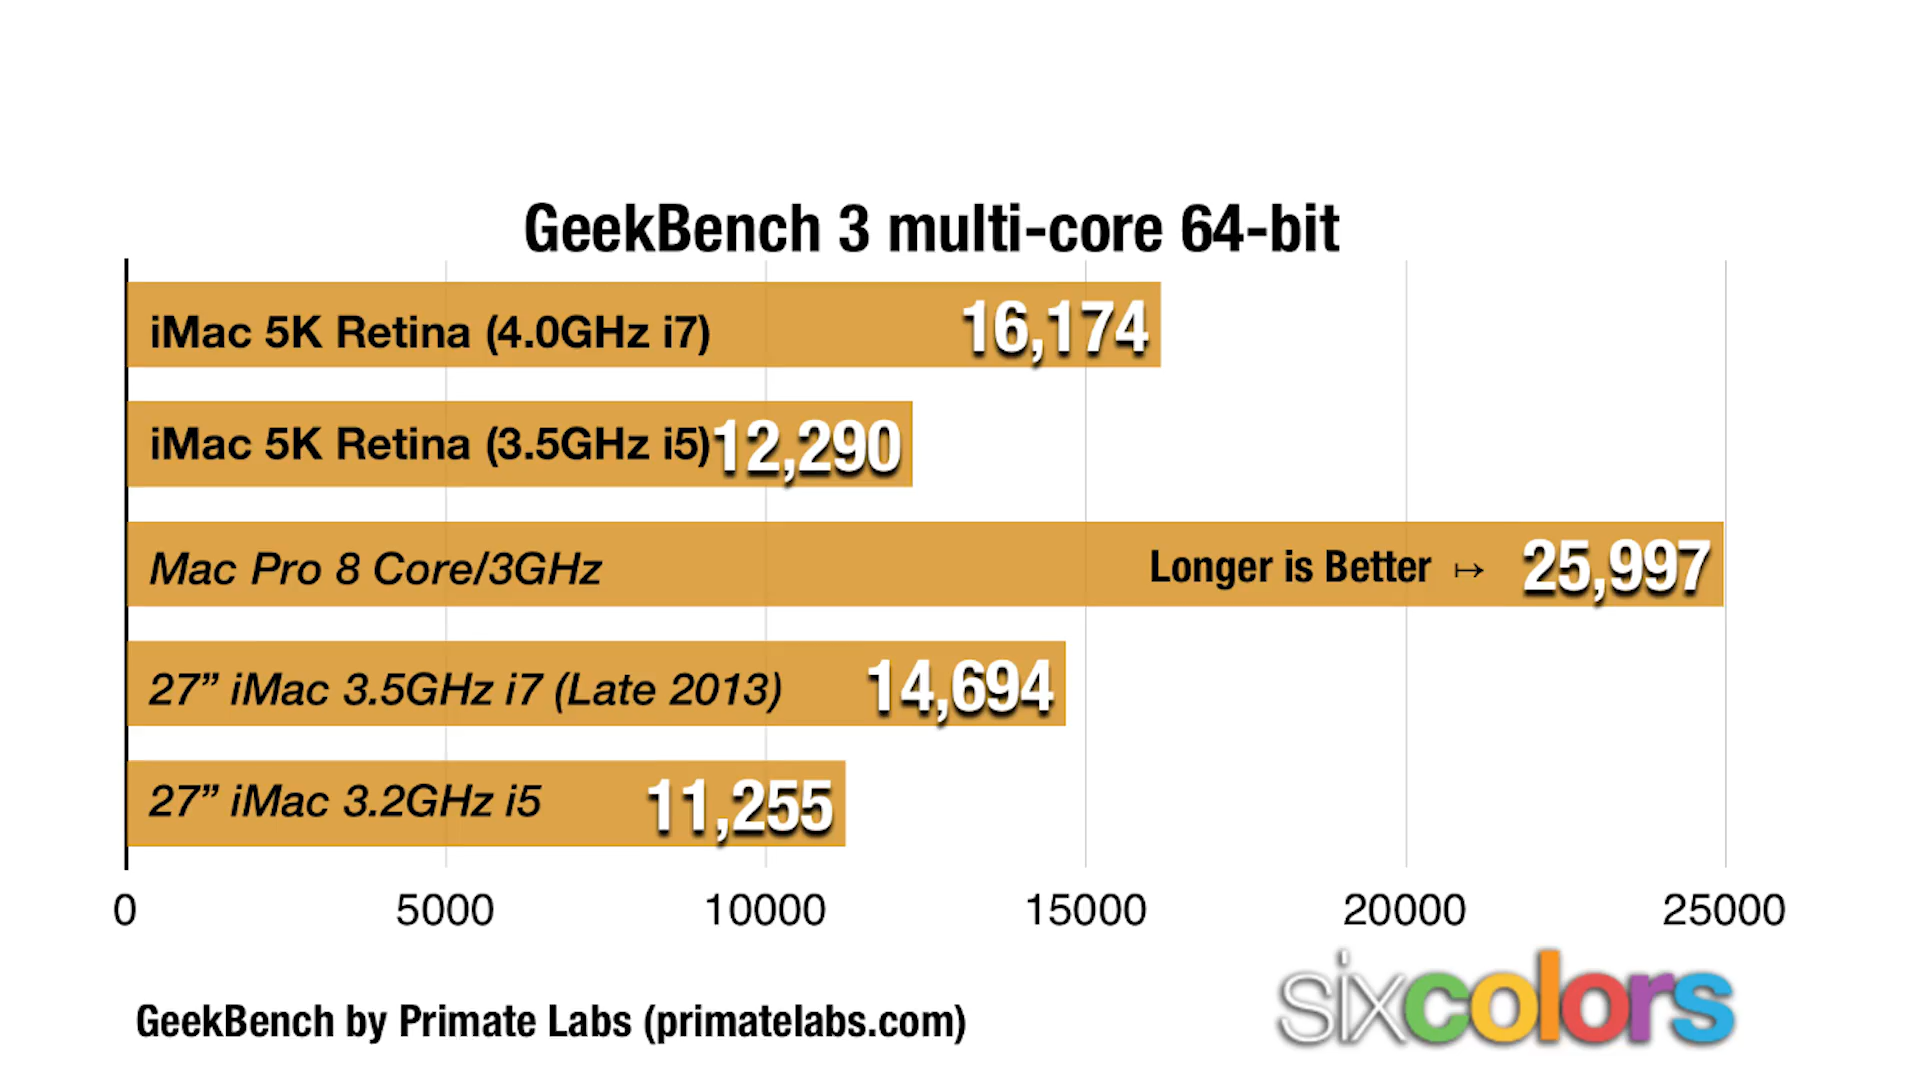 GeekBench 3 multi-core 64-bit
iMac 5K Retina (4.0GHz i7) 16,174
iMac 5K Retina (3.5GHz i5) 12,290
Mac Pro 8 Core/3GHz Longer is Better ↦ 25,997
27” iMac 3.5GHz i7 (Late 2013) 14,694
27” iMac 3.2GHz i5 11,255
0 5000 10000 15000 20000 25000
sixcolors
GeekBench by Primate Labs (primatelabs.com)